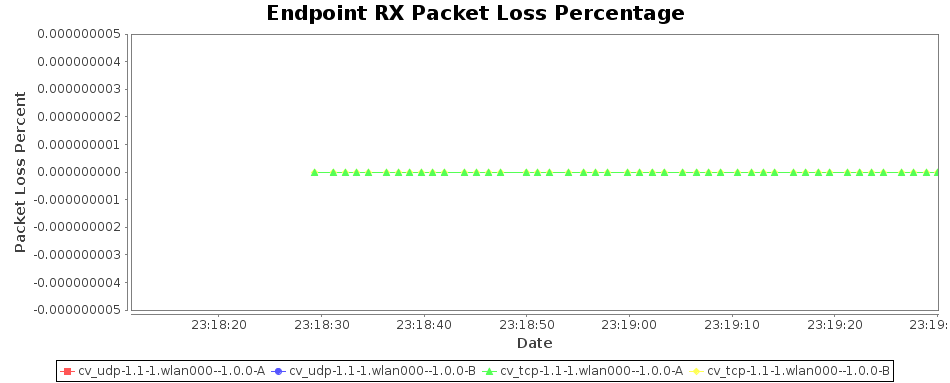 Endpoint RX Packet Loss Percentage
Packet Loss Percent
0.000000005
0.000000004
0.000000003
0.000000002
0.000000001
0.000000000
-0.000000001
-0.000000002
-0.000000003
-0.000000004
-0.000000005
23:18:20 23:18:30 23:18:40 23:18:50 23:19:00 23:19:10 23:19:20 23:19:
Date
cv_udp-1.1-1.wlan000--1.0.0-A cv_udp-1.1-1.wlan000--1.0.0-B cv_tcp-1.1-1.wlan000--1.0.0-A cv_tcp-1.1-1.wlan000--1.0.0-B